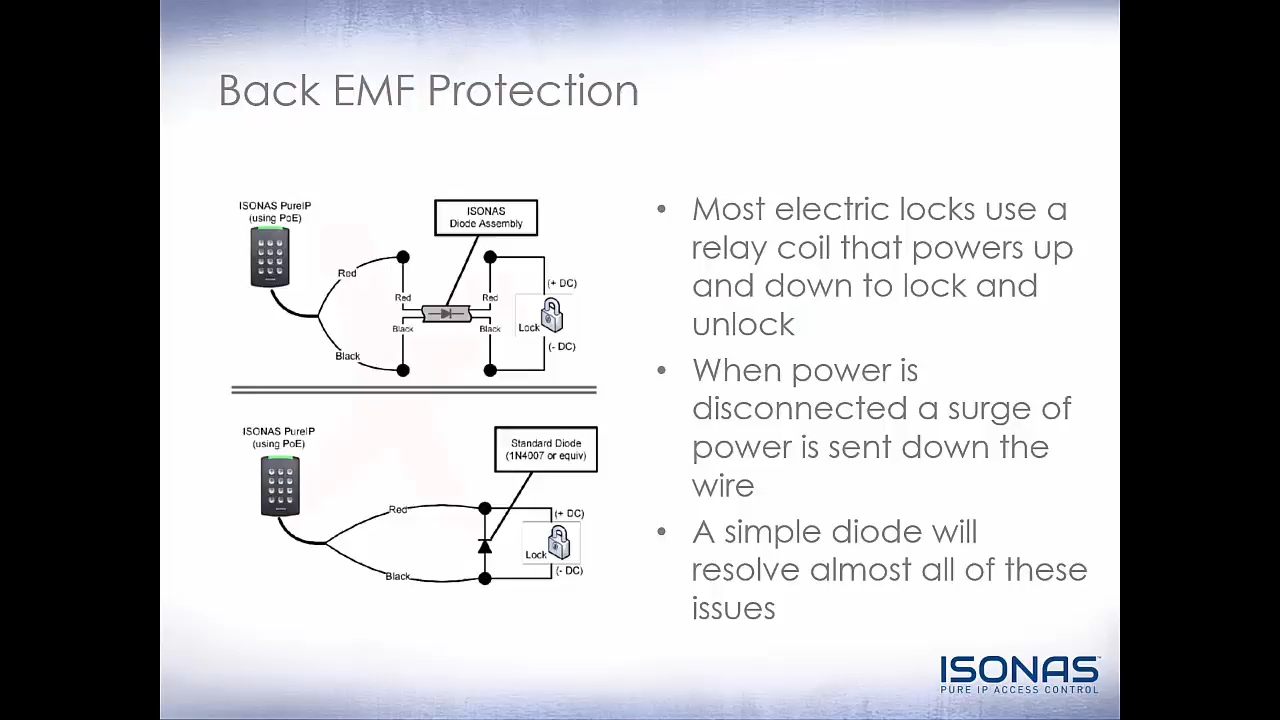 Back EMF Protection
ISONAS PureIP
(using PoE)
ISONAS
Diode Assembly
Red
Red
Red
(+ DC)
Lock
Black
Black
(- DC)
Black
ISONAS PureIP
(using PoE)
Standard Diode
(1N4007 or equiv)
Red
(+ DC)
Lock
(- DC)
Black
• Most electric locks use a
relay coil that powers up
and down to lock and
unlock
• When power is
disconnected a surge of
power is sent down the
wire
• A simple diode will
resolve almost all of these
issues
ISONAS™
PURE IP ACCESS CONTROL